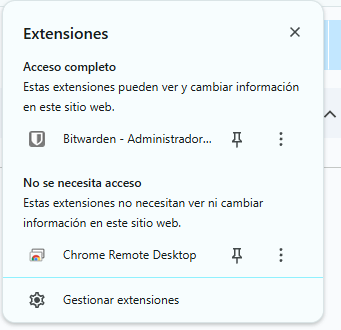 Extensiones
Acceso completo
Estas extensiones pueden ver y cambiar información
en este sitio web.
Bitwarden - Administrador...
No se necesita acceso
Estas extensiones no necesitan ver ni cambiar
información en este sitio web.
Chrome Remote Desktop
Gestionar extensiones